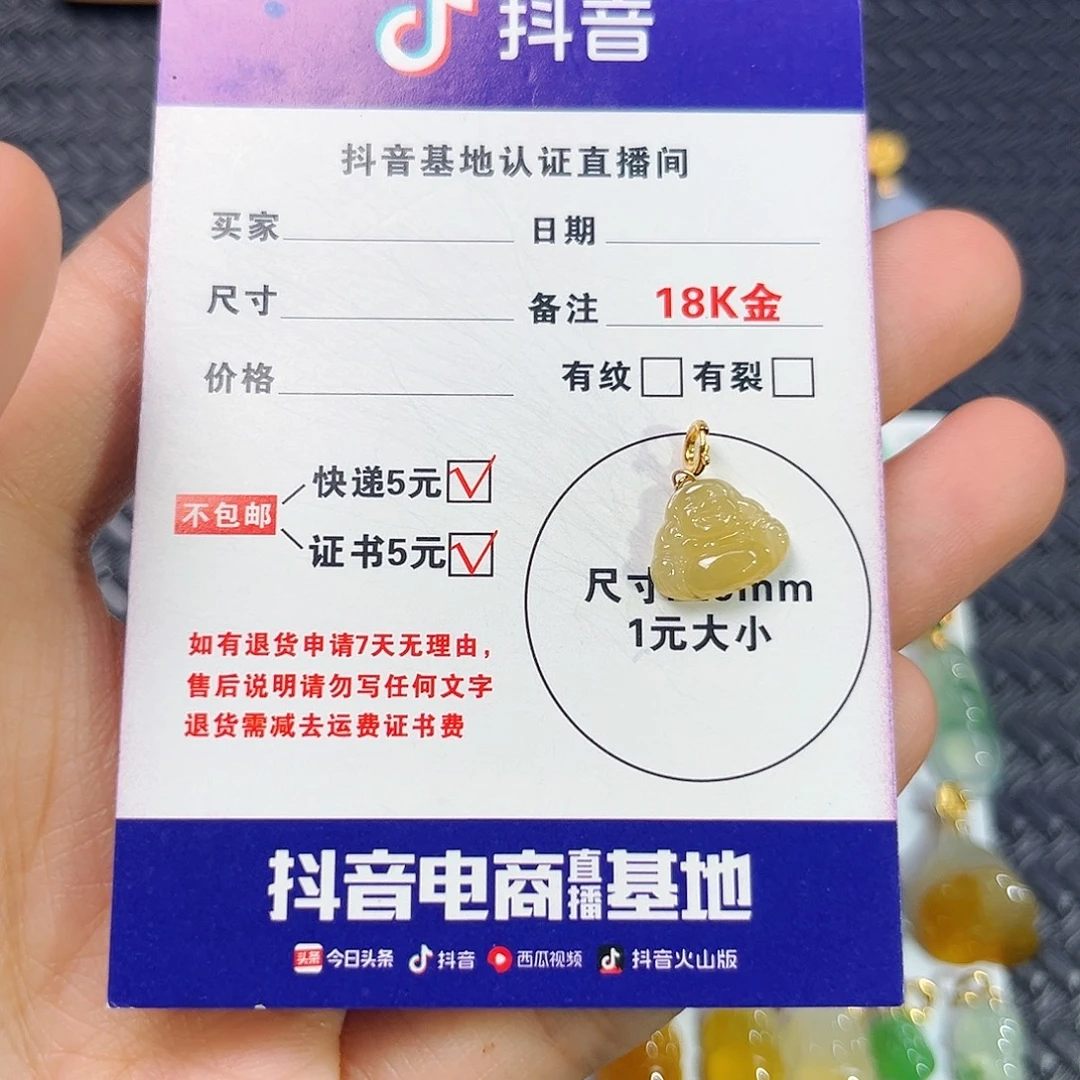 抖音
抖音基地认证直播间
买家 日期
尺寸 备注 18K金
价格 有纹 有裂
快递5元
不包邮
证书5元
尺寸 mm
1元大小
如有退货申请7天无理由，
售后说明请勿写任何文字
退货需减去运费证书费
抖音电商直播基地
头条 今日头条 抖音 西瓜视频 抖音火山版